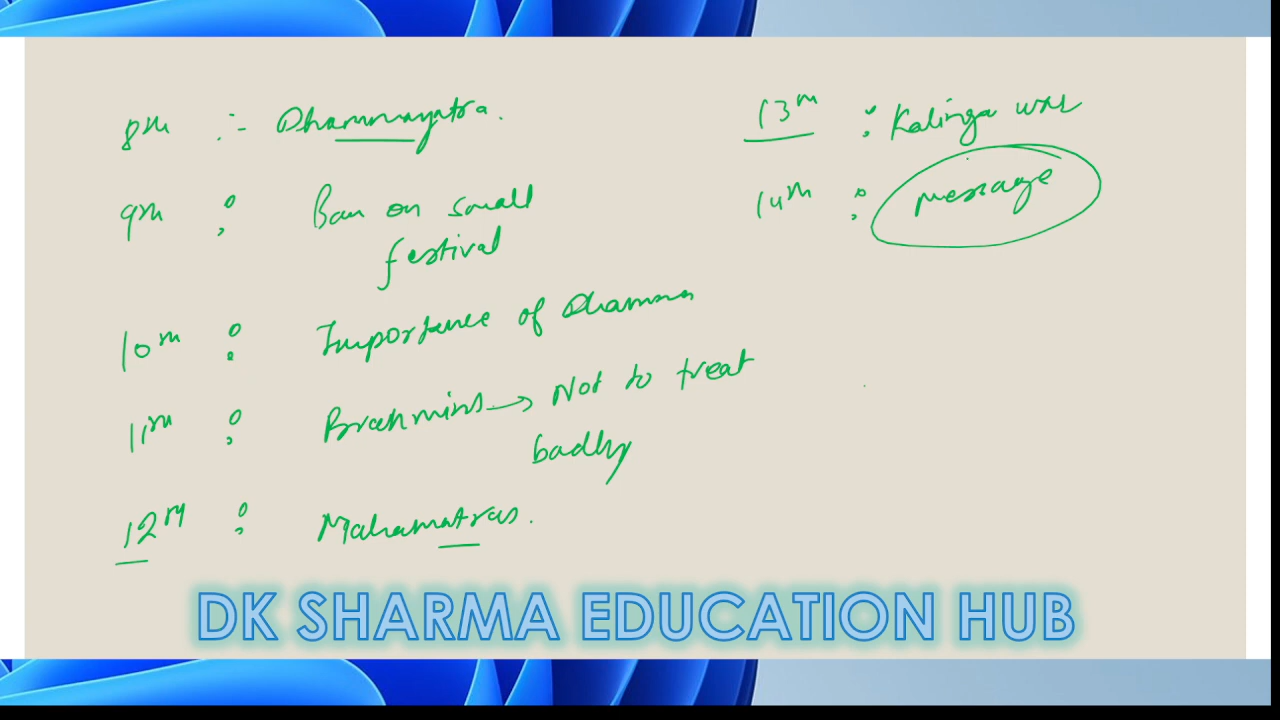 8th :- Dhammayatra.
9th : Ban on small
festival
10th : Importance of Dhamma
11th : Brahmins → Not to treat
badly
12th : Mahamatras.
13th : Kalinga war
14th : message
DK SHARMA EDUCATION HUB